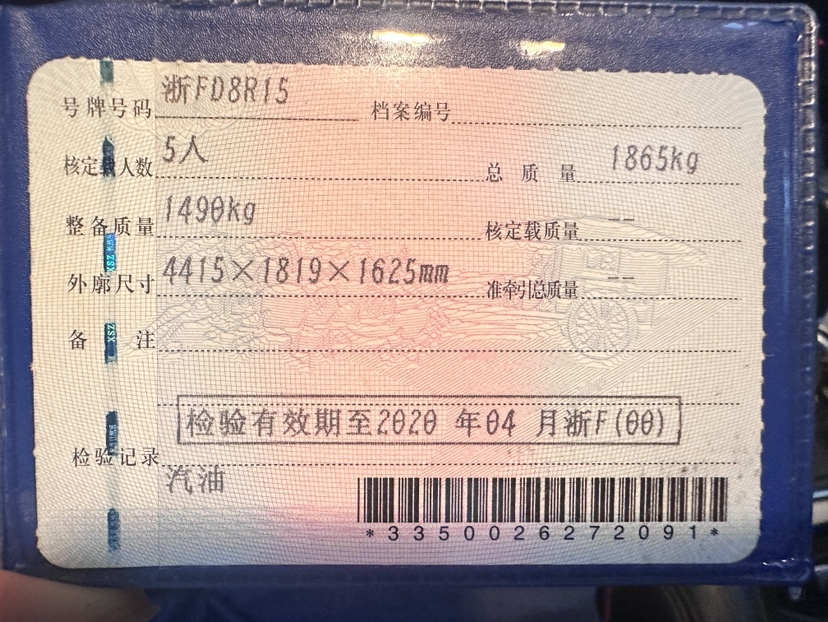 号牌号码 浙FD8R15 档案编号
核定载人数 5人 总质量 1865kg
整备质量 1490kg 核定载质量 --
外廓尺寸 4415×1819×1625mm 准牵引总质量 --
备注
检验有效期至2020 年04 月浙F(00)
检验记录
汽油
*3350026272091*